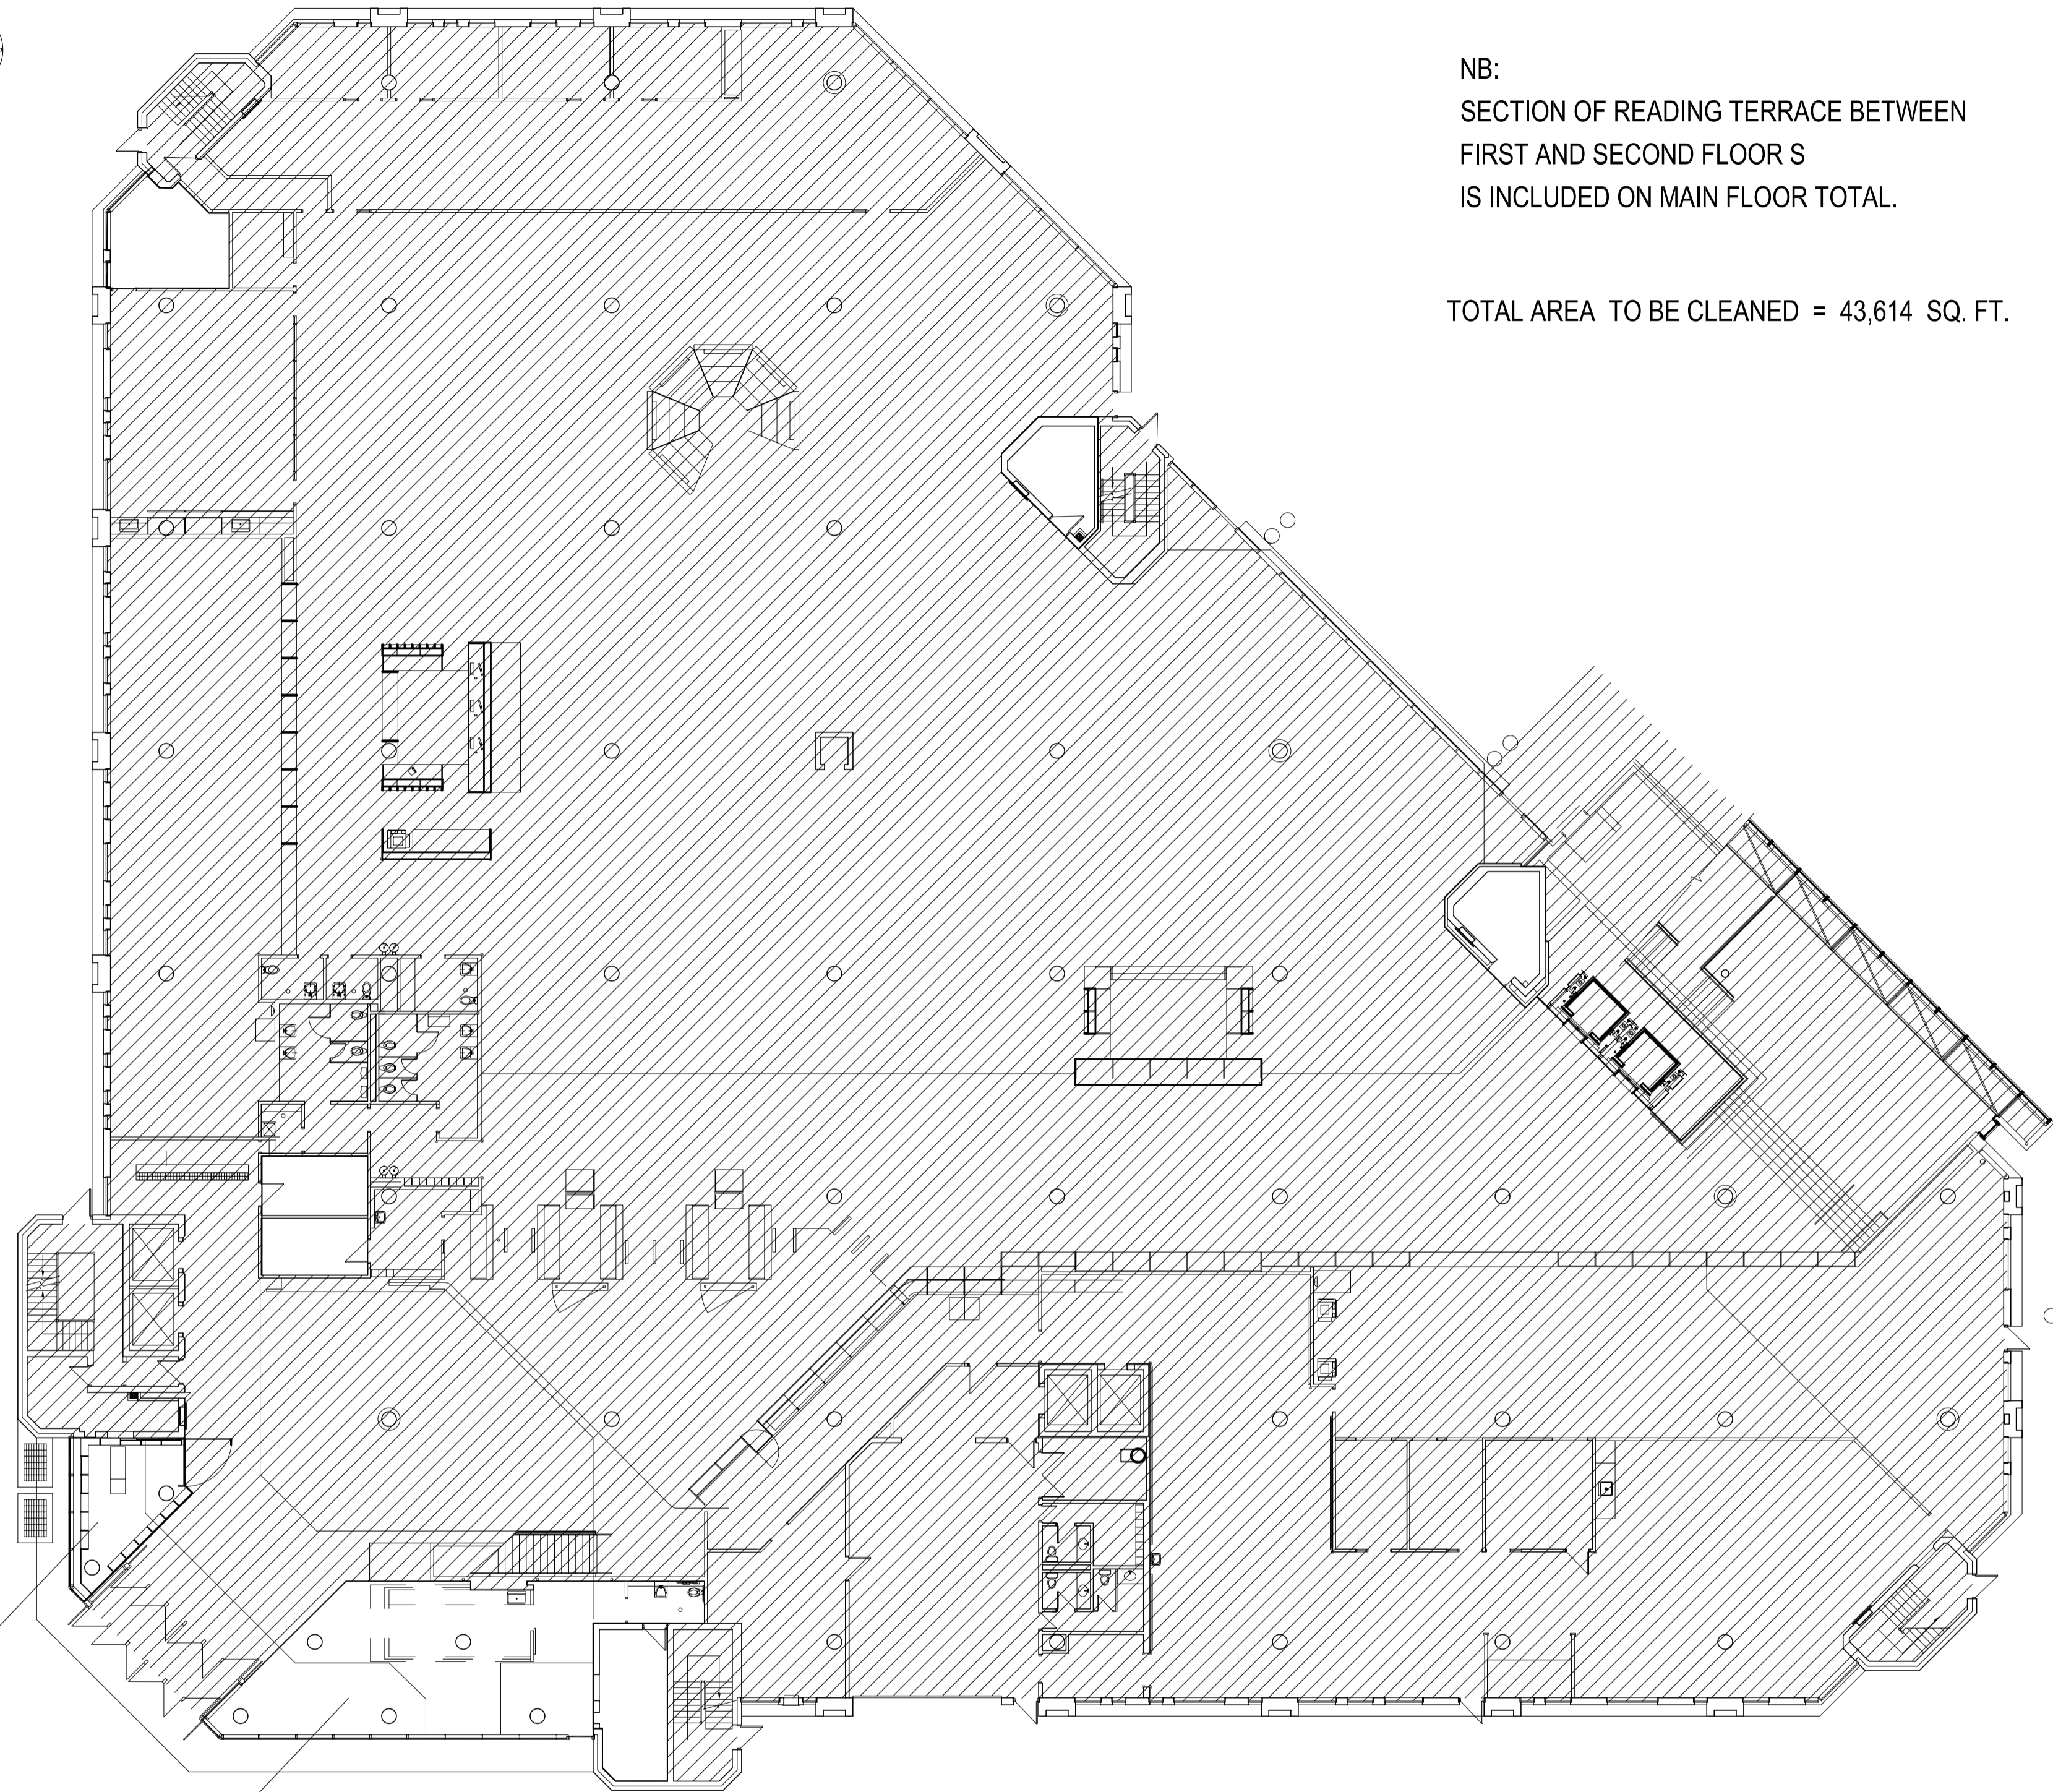 NB:
SECTION OF READING TERRACE BETWEEN
FIRST AND SECOND FLOOR S
IS INCLUDED ON MAIN FLOOR TOTAL.
TOTAL AREA TO BE CLEANED = 43,614 SQ. FT.